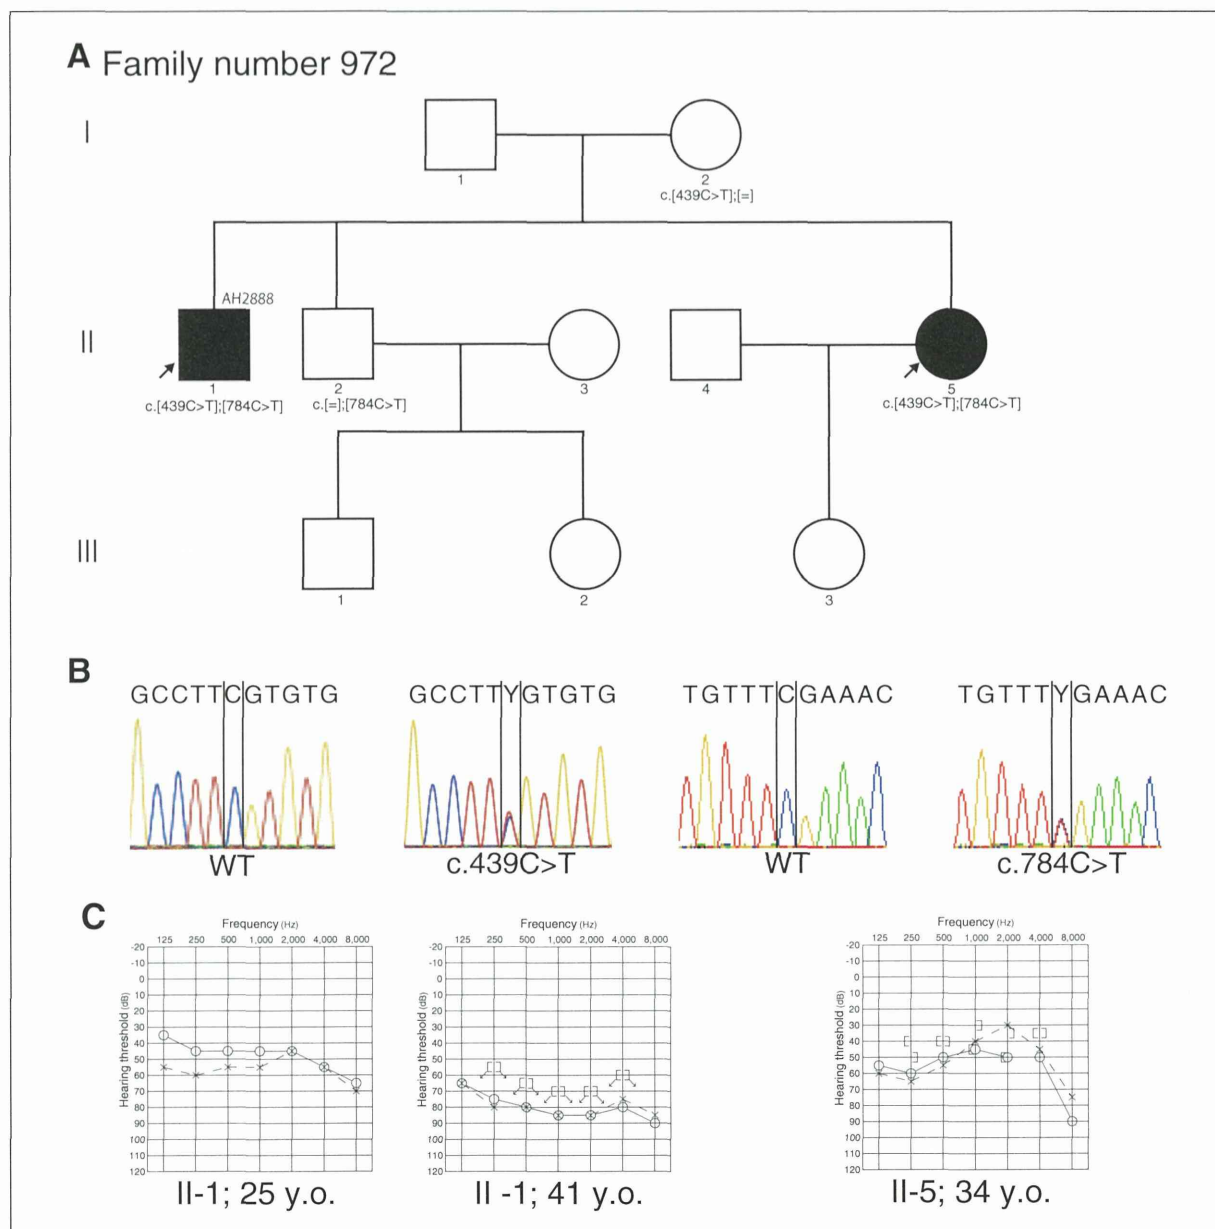 A Family number 972
I
1
2
c.[439C>T];[=]
AH2888
II
1
2
3
4
5
c.[439C>T];[784C>T]
c.[=];[784C>T]
c.[439C>T];[784C>T]
III
1
2
3
B
GCCTTCGTGTG
GCCTTYGTGTG
TGTTTCGAAAC
TGTTTYGAAAC
WT
c.439C>T
WT
c.784C>T
C
Frequency (Hz)
125 250 500 1,000 2,000 4,000 8,000
Hearing threshold (dB)
-20
-10
0
10
20
30
40
50
60
70
80
90
100
110
120
II-1; 25 y.o.
Frequency (Hz)
125 250 500 1,000 2,000 4,000 8,000
Hearing threshold (dB)
-20
-10
0
10
20
30
40
50
60
70
80
90
100
110
120
II -1; 41 y.o.
Frequency (Hz)
125 250 500 1,000 2,000 4,000 8,000
Hearing threshold (dB)
-20
-10
0
10
20
30
40
50
60
70
80
90
100
110
120
II-5; 34 y.o.